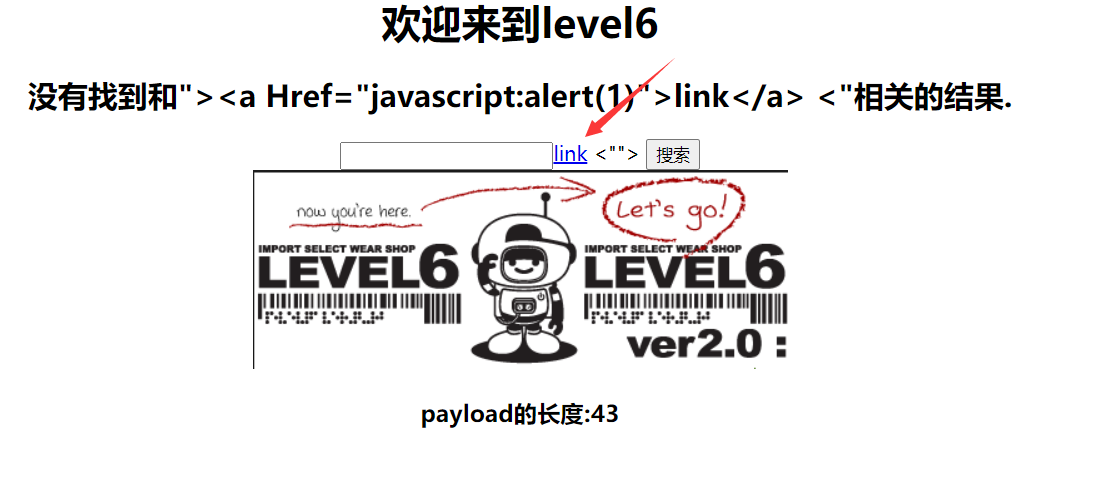 欢迎来到level6
没有找到和"><a Href="javascript:alert(1)">link</a> <"相关的结果.
link <""> 搜索
now you're here. Let's go!
IMPORT SELECT WEAR SHOP IMPORT SELECT WEAR SHOP
LEVEL6 LEVEL6
ver2.0 :
payload的长度:43